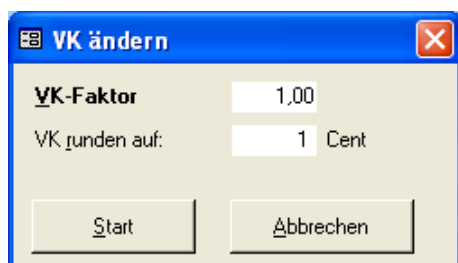 VK ändern
VK-Faktor 1,00
VK runden auf: 1 Cent
Start Abbrechen